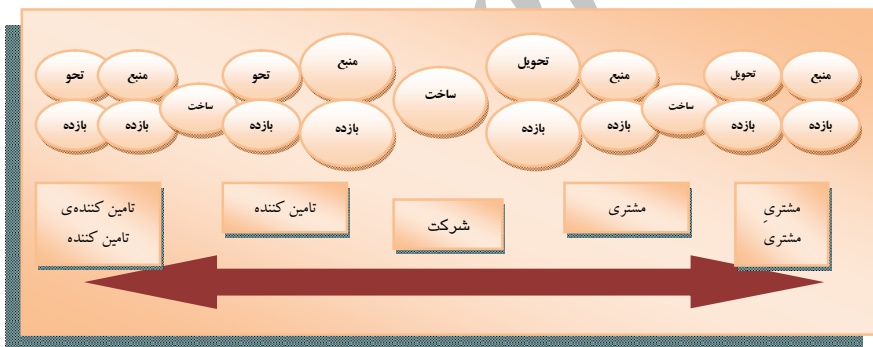 منبع
تحویل
منبع
تحویل
منبع
تحو
منبع
تحو
ساخت
ساخت
ساخت
بازده
بازده
بازده
بازده
بازده
بازده
بازده
بازده
مشتریِ
مشتری
مشتری
شرکت
تامین کننده
تامین کننده‌ی
تامین کننده